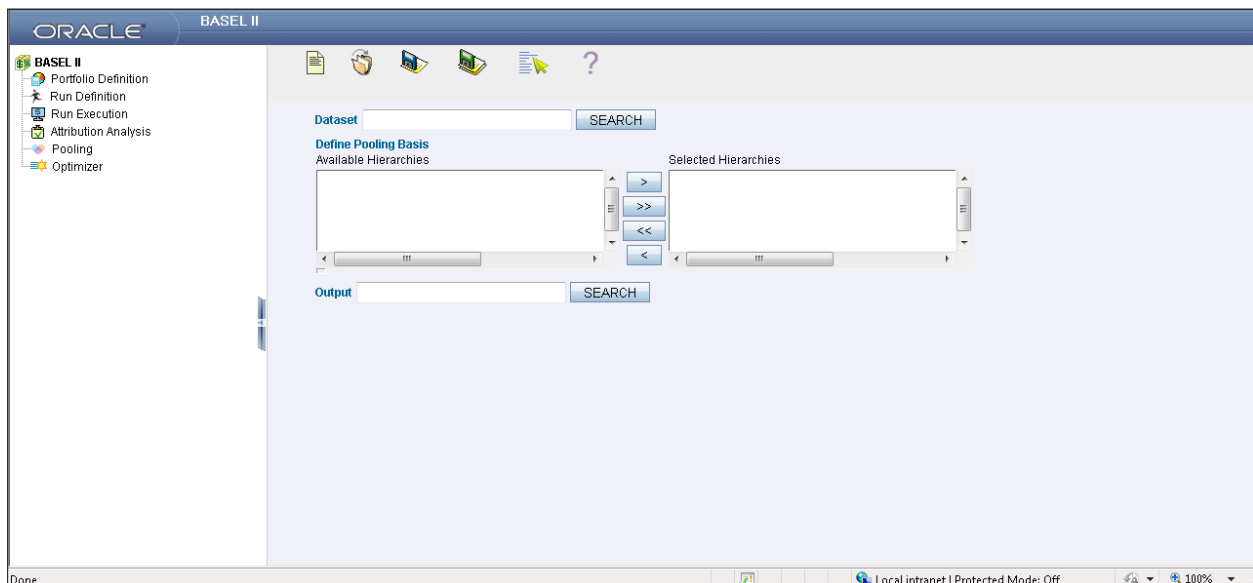 ORACLE
BASEL II
BASEL II
Portfolio Definition
Run Definition
Run Execution
Attribution Analysis
Pooling
Optimizer
?
Dataset SEARCH
Define Pooling Basis
Available Hierarchies Selected Hierarchies
>
>>
<<
<
Output SEARCH
Done Local intranet | Protected Mode: Off 100%